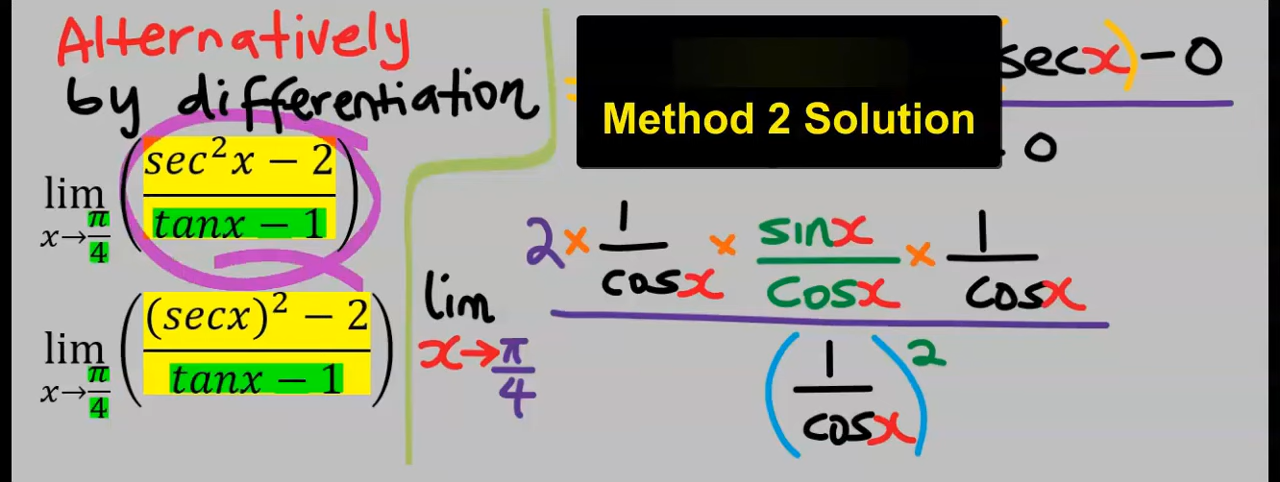 Alternatively
by differentiation
lim x→π/4 ( (sec²x − 2)/(tanx − 1) )
lim x→π/4 ( ((secx)² − 2)/(tanx − 1) )
=
secx) − 0
0
Method 2 Solution
lim x→π/4 ( 2 × 1/cosx × sinx/cosx × 1/cosx ) / (1/cosx)²